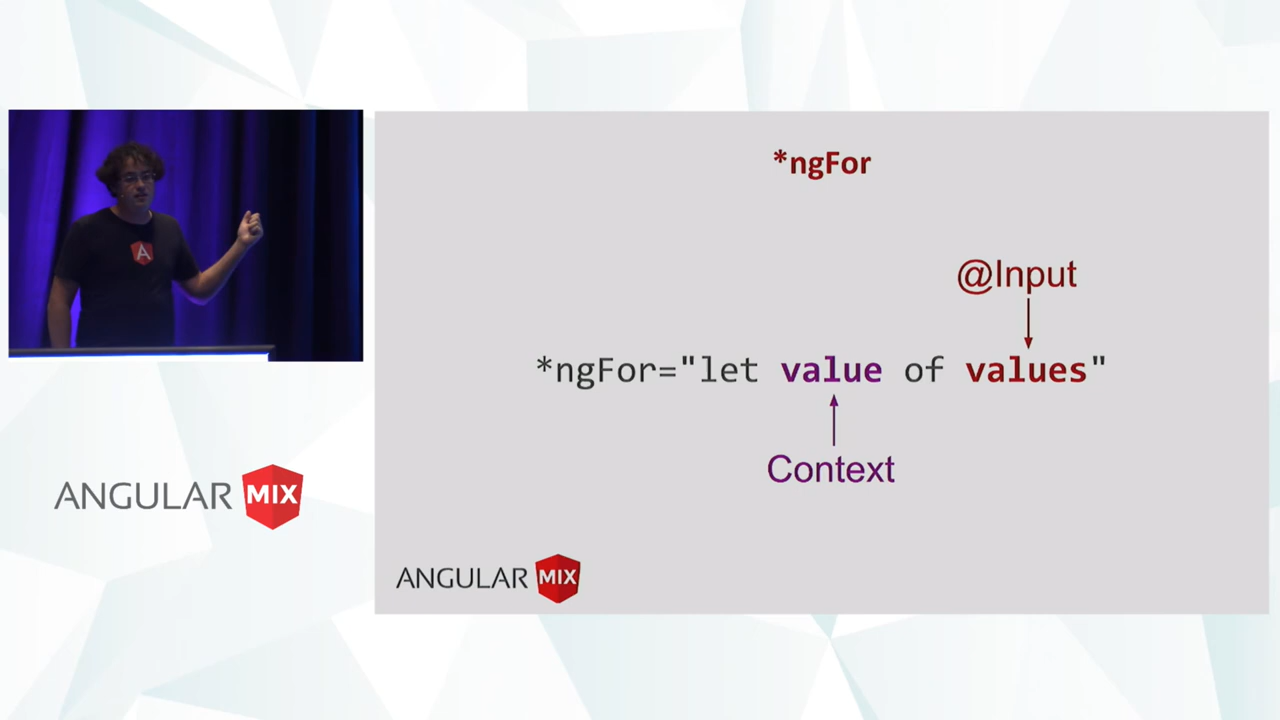 *ngFor
@Input
*ngFor="let value of values"
Context
ANGULAR MIX
ANGULAR MIX
A